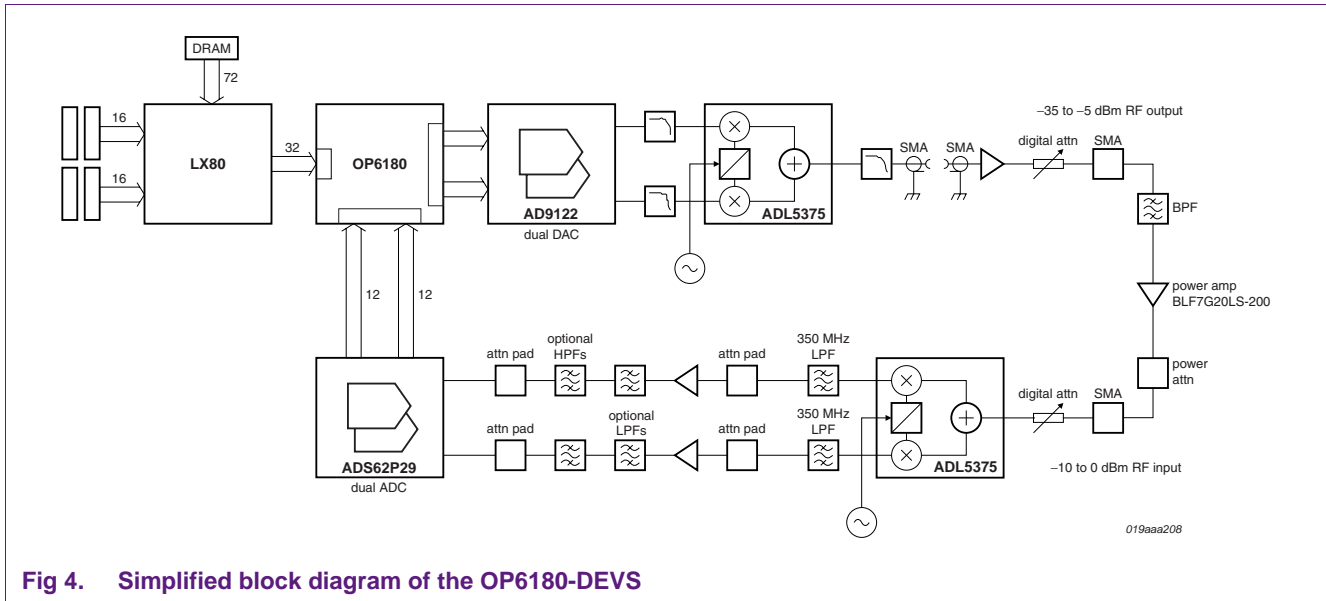 DRAM
72
16
16
LX80
32
OP6180
AD9122
dual DAC
ADL5375
SMA
SMA
−35 to −5 dBm RF output
digital attn
SMA
BPF
power amp
BLF7G20LS-200
power
attn
12
12
ADS62P29
dual ADC
attn pad
optional
HPFs
attn pad
350 MHz
LPF
attn pad
optional
LPFs
attn pad
350 MHz
LPF
ADL5375
digital attn
SMA
−10 to 0 dBm RF input
019aaa208
Fig 4. Simplified block diagram of the OP6180-DEVS